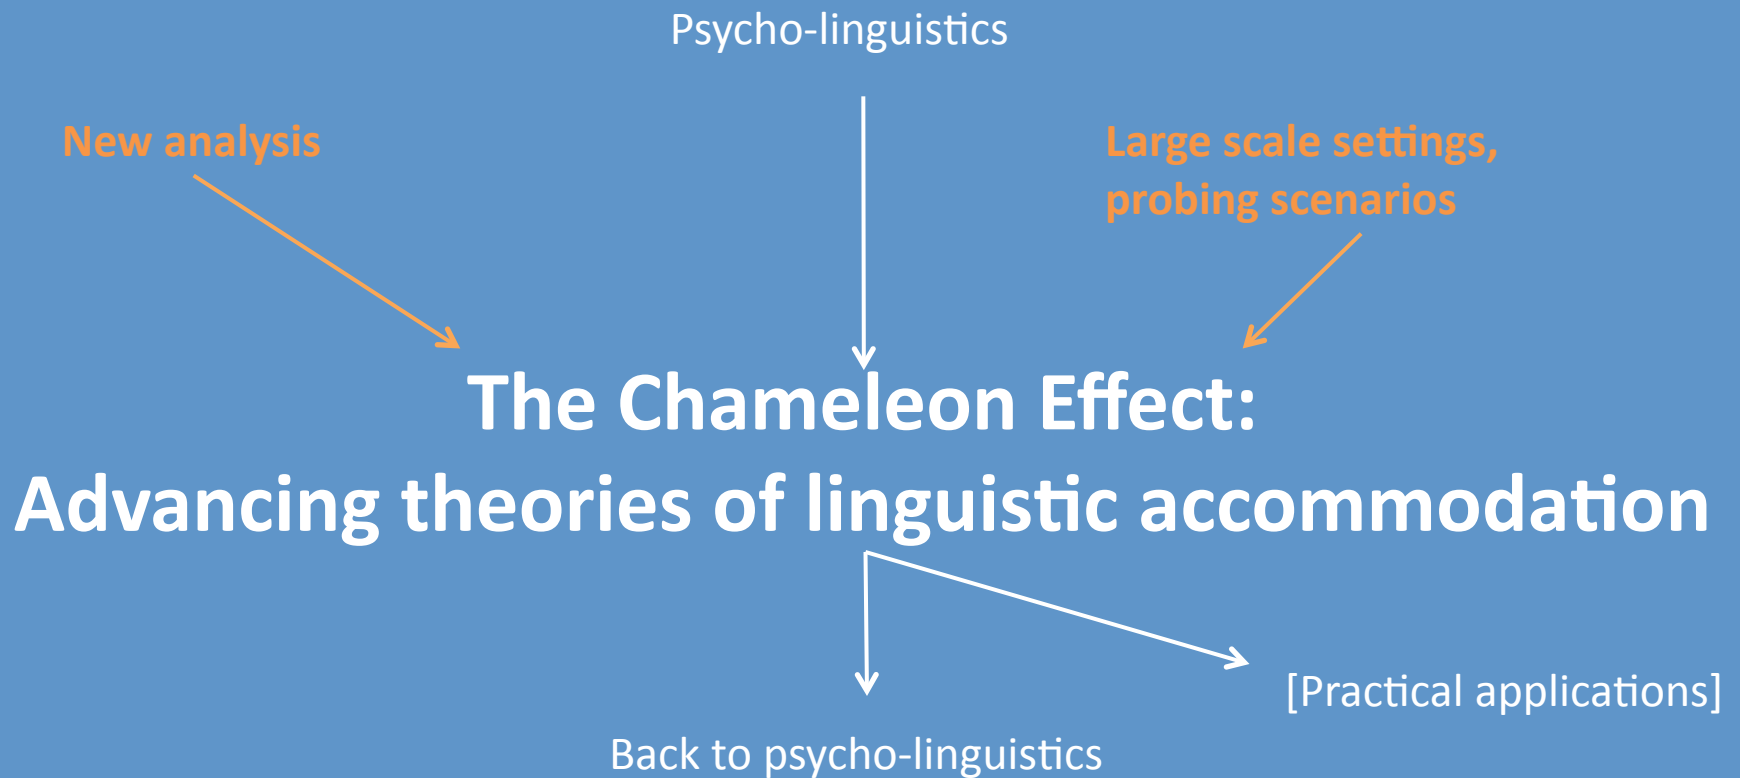 Psycho-linguistics
New analysis
Large scale settings,
probing scenarios
The Chameleon Effect:
Advancing theories of linguistic accommodation
[Practical applications]
Back to psycho-linguistics